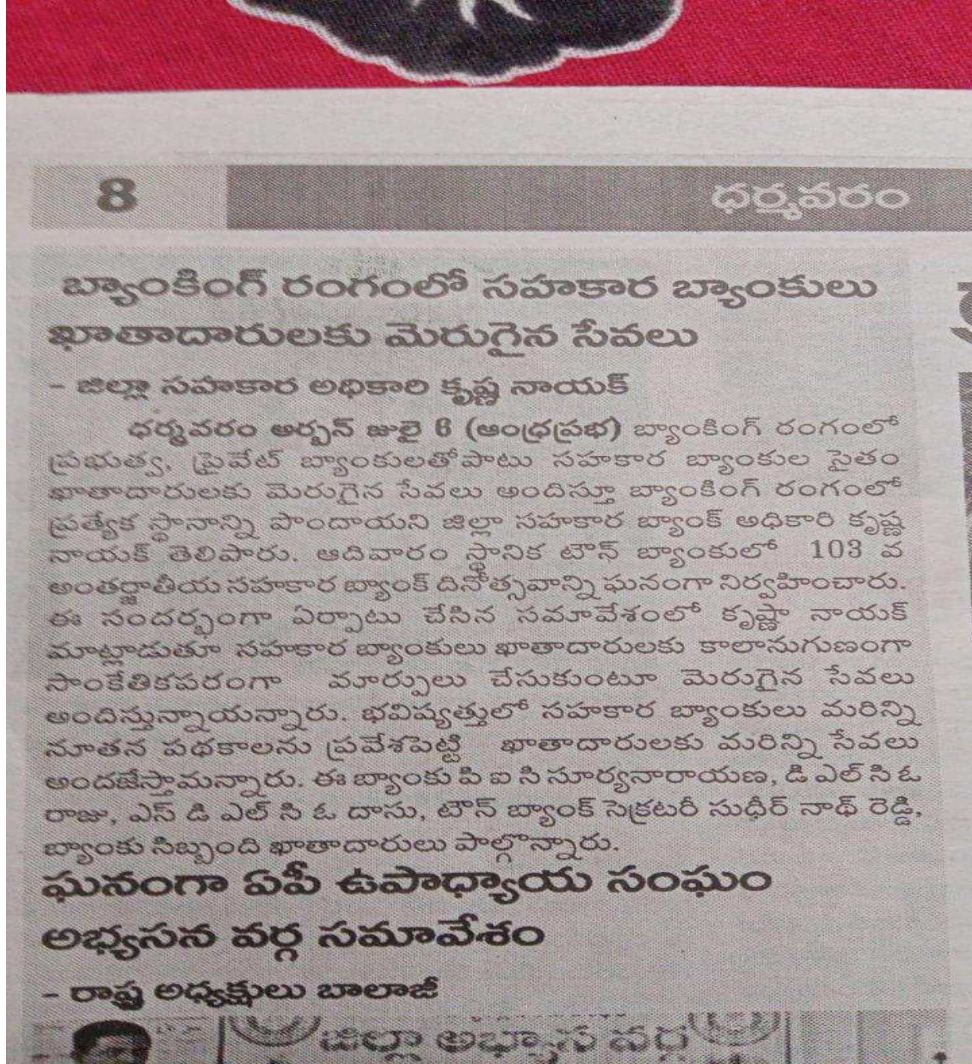 8
ధర్మవరం
బ్యాంకింగ్ రంగంలో సహకార బ్యాంకులు
ఖాతాదారులకు మెరుగైన సేవలు
- జిల్లా సహకార అధికారి కృష్ణ నాయక్
ధర్మవరం అర్బన్ జులై 6 (ఆంధ్రప్రభ) బ్యాంకింగ్ రంగంలో
ప్రభుత్వ, ప్రైవేట్ బ్యాంకులతోపాటు సహకార బ్యాంకుల సైతం
ఖాతాదారులకు మెరుగైన సేవలు అందిస్తూ బ్యాంకింగ్ రంగంలో
ప్రత్యేక స్థానాన్ని పొందాయని జిల్లా సహకార బ్యాంక్ అధికారి కృష్ణ
నాయక్ తెలిపారు. ఆదివారం స్థానిక టౌన్ బ్యాంకులో 103 వ
అంతర్జాతీయ సహకార బ్యాంక్ దినోత్సవాన్ని ఘనంగా నిర్వహించారు.
ఈ సందర్భంగా ఏర్పాటు చేసిన సమావేశంలో కృష్ణా నాయక్
మాట్లాడుతూ సహకార బ్యాంకులు ఖాతాదారులకు కాలానుగుణంగా
సాంకేతికపరంగా మార్పులు చేసుకుంటూ మెరుగైన సేవలు
అందిస్తున్నాయన్నారు. భవిష్యత్తులో సహకార బ్యాంకులు మరిన్ని
నూతన పథకాలను ప్రవేశపెట్టి ఖాతాదారులకు మరిన్ని సేవలు
అందజేస్తామన్నారు. ఈ బ్యాంకు పి ఐ సి సూర్యనారాయణ, డి ఎల్ సి ఓ
రాజు, ఎస్ డి ఎల్ సి ఓ దాసు, టౌన్ బ్యాంక్ సెక్రటరీ సుధీర్ నాథ్ రెడ్డి,
బ్యాంకు సిబ్బంది ఖాతాదారులు పాల్గొన్నారు.
ఘనంగా ఏపీ ఉపాధ్యాయ సంఘం
అభ్యసన వర్గ సమావేశం
- రాష్ట్ర అధ్యక్షులు బాలాజీ
జిల్లా అభ్యాస వర్గ